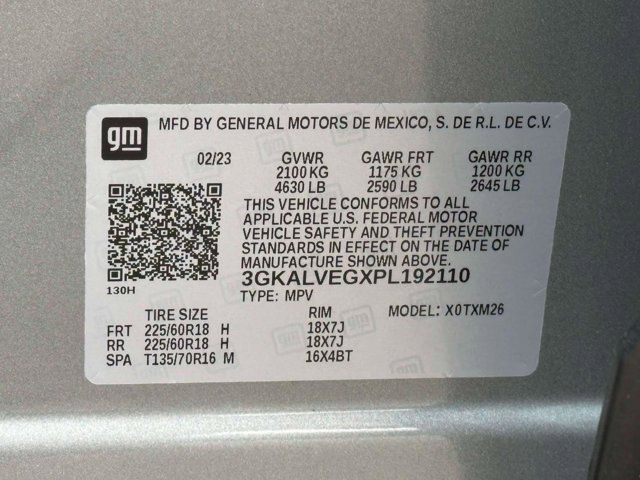 gm MFD BY GENERAL MOTORS DE MEXICO, S. DE R.L. DE C.V.
02/23 GVWR GAWR FRT GAWR RR
2100 KG 1175 KG 1200 KG
4630 LB 2590 LB 2645 LB
THIS VEHICLE CONFORMS TO ALL
APPLICABLE U.S. FEDERAL MOTOR
VEHICLE SAFETY AND THEFT PREVENTION
STANDARDS IN EFFECT ON THE DATE OF
MANUFACTURE SHOWN ABOVE.
3GKALVEGXPL192110
130H
TYPE: MPV MODEL: X0TXM26
TIRE SIZE RIM
FRT 225/60R18 H 18X7J
RR 225/60R18 H 18X7J
SPA T135/70R16 M 16X4BT